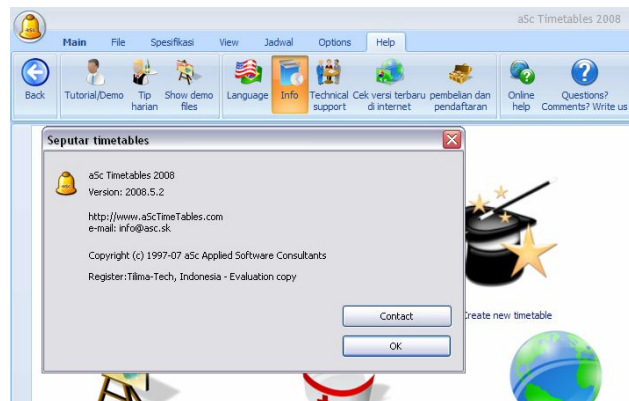 aSc Timetables 2008
Main File Spesifikasi View Jadwal Options Help
Back Tutorial/Demo Tip harian Show demo files Language Info Technical support Cek versi terbaru di internet pembelian dan pendaftaran Online help Questions? Comments? Write us
Seputar timetables
aSc Timetables 2008
Version: 2008.5.2
http://www.aScTimeTables.com
e-mail: info@asc.sk
Copyright (c) 1997-07 aSc Applied Software Consultants
Register:Tilma-Tech, Indonesia - Evaluation copy
Contact
Create new timetable
OK